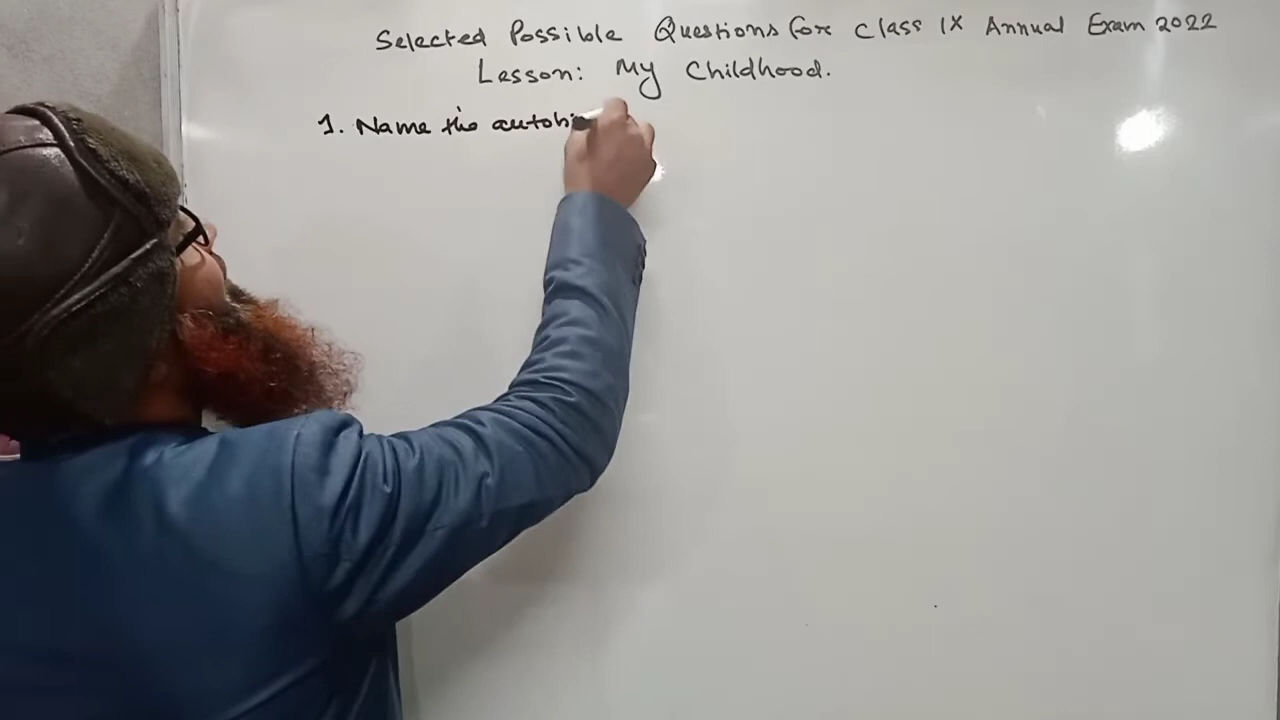 Selected Possible Questions for Class IX Annual Exam 2022
Lesson: My Childhood.
1. Name the autobi